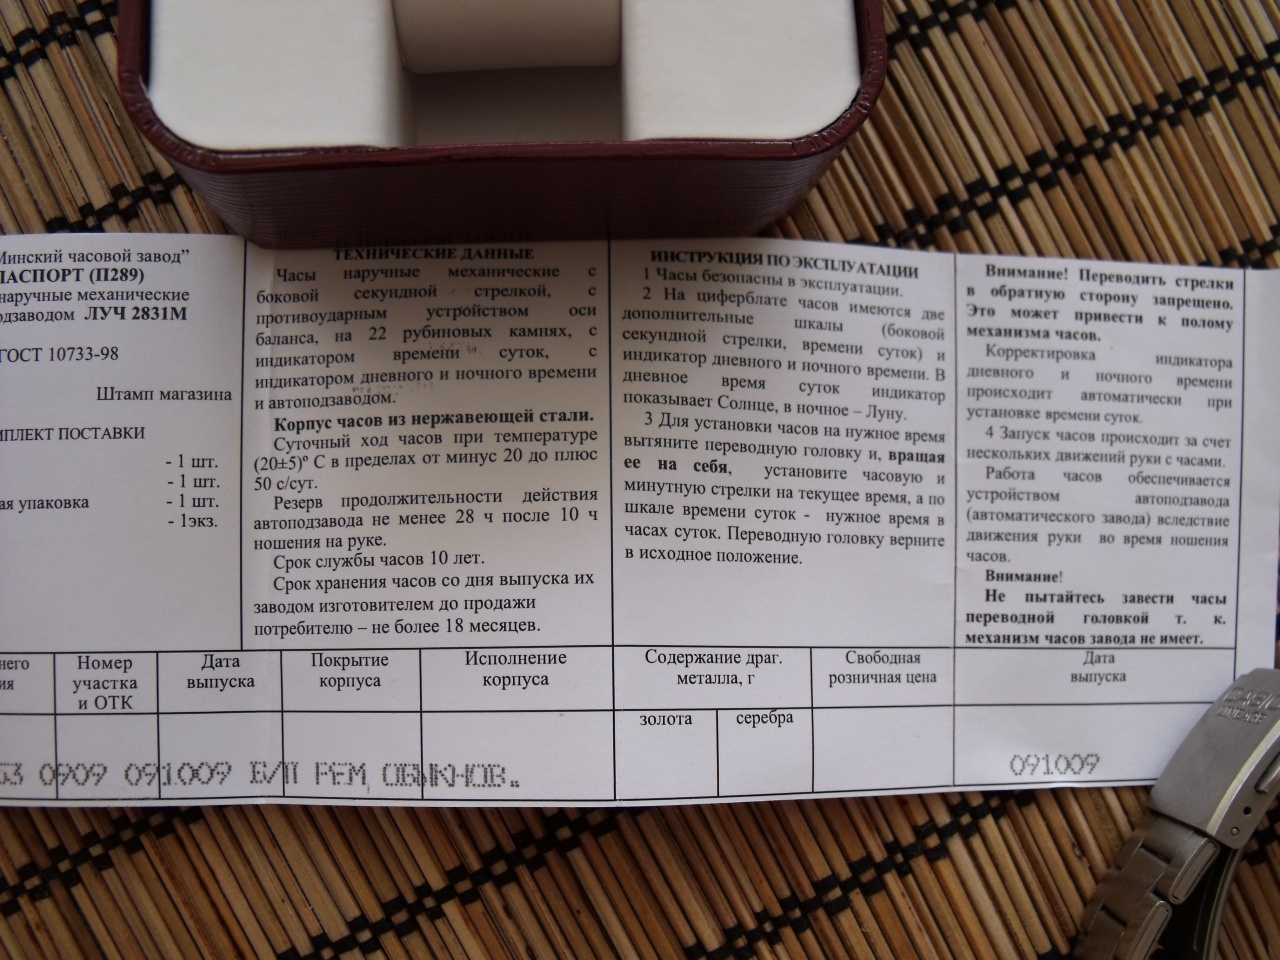 Минский часовой завод”
ПАСПОРТ (П289)
наручные механические
ЛУЧ 2831М
ГОСТ 10733-98
Штамп магазина
ПОСТАВКИ
- 1 шт.
- 1 шт.
упаковка - 1 шт.
- 1экз.
ТЕХНИЧЕСКИЕ ДАННЫЕ
Часы наручные механические с
боковой секундной стрелкой, с
противоударным устройством оси
баланса, на 22 рубиновых камнях, с
индикатором времени суток, с
индикатором дневного и ночного времени
и автоподзаводом.
Корпус часов из нержавеющей стали.
Суточный ход часов при температуре
(20±5)º С в пределах от минус 20 до плюс
50 с/сут.
Резерв продолжительности действия
автоподзавода не менее 28 ч после 10 ч
ношения на руке.
Срок службы часов 10 лет.
Срок хранения часов со дня выпуска их
заводом изготовителем до продажи
потребителю – не более 18 месяцев.
ИНСТРУКЦИЯ ПО ЭКСПЛУАТАЦИИ
1 Часы безопасны в эксплуатации.
2 На циферблате часов имеются две
дополнительные шкалы (боковой
секундной стрелки, времени суток) и
индикатор дневного и ночного времени. В
дневное время суток индикатор
показывает Солнце, в ночное – Луну.
3 Для установки часов на нужное время
вытяните переводную головку и, вращая
ее на себя, установите часовую и
минутную стрелки на текущее время, а по
шкале времени суток - нужное время в
часах суток. Переводную головку верните
в исходное положение.
Внимание! Переводить стрелки
в обратную сторону запрещено.
Это может привести к полому
механизма часов.
Корректировка индикатора
дневного и ночного времени
происходит автоматически при
установке времени суток.
4 Запуск часов происходит за счет
нескольких движений руки с часами.
Работа часов обеспечивается
устройством автоподзавода
(автоматического завода) вследствие
движения руки во время ношения
часов.
Внимание!
Не пытайтесь завести часы
переводной головкой т. к.
механизм часов завода не имеет.
Номер
участка
и ОТК
Дата
выпуска
Покрытие
корпуса
Исполнение
корпуса
Содержание драг.
металла, г
золота серебра
Свободная
розничная цена
Дата
выпуска
0909 091009 Б/П РЕМ,
091009
CASIO